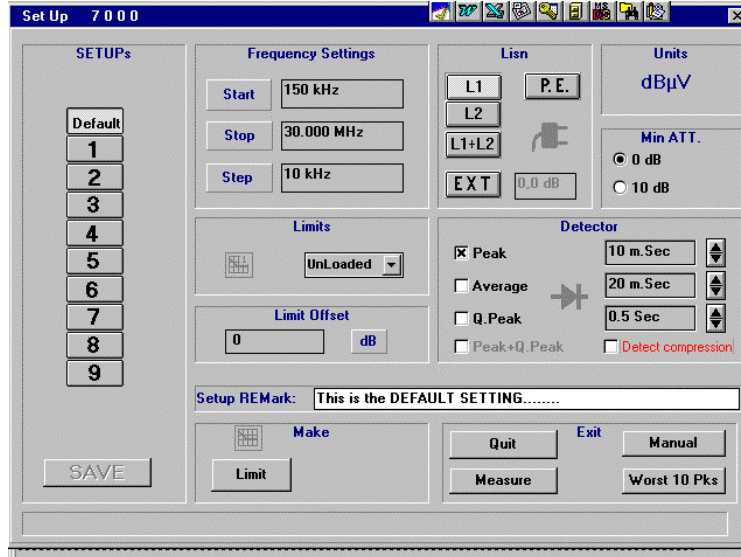 Set Up 7000
SETUPs
Default
1
2
3
4
5
6
7
8
9
SAVE
Frequency Settings
Start 150 kHz
Stop 30.000 MHz
Step 10 kHz
Lisn
L1 P.E.
L2
L1+L2
EXT 0,0 dB
Units
dBµV
Min ATT.
0 dB
10 dB
Limits
UnLoaded
Limit Offset
0 dB
Detector
Peak 10 m.Sec
Average 20 m.Sec
Q.Peak 0.5 Sec
Peak+Q.Peak Detect compression
Setup REMark: This is the DEFAULT SETTING........
Make
Limit
Exit
Quit Manual
Measure Worst 10 Pks